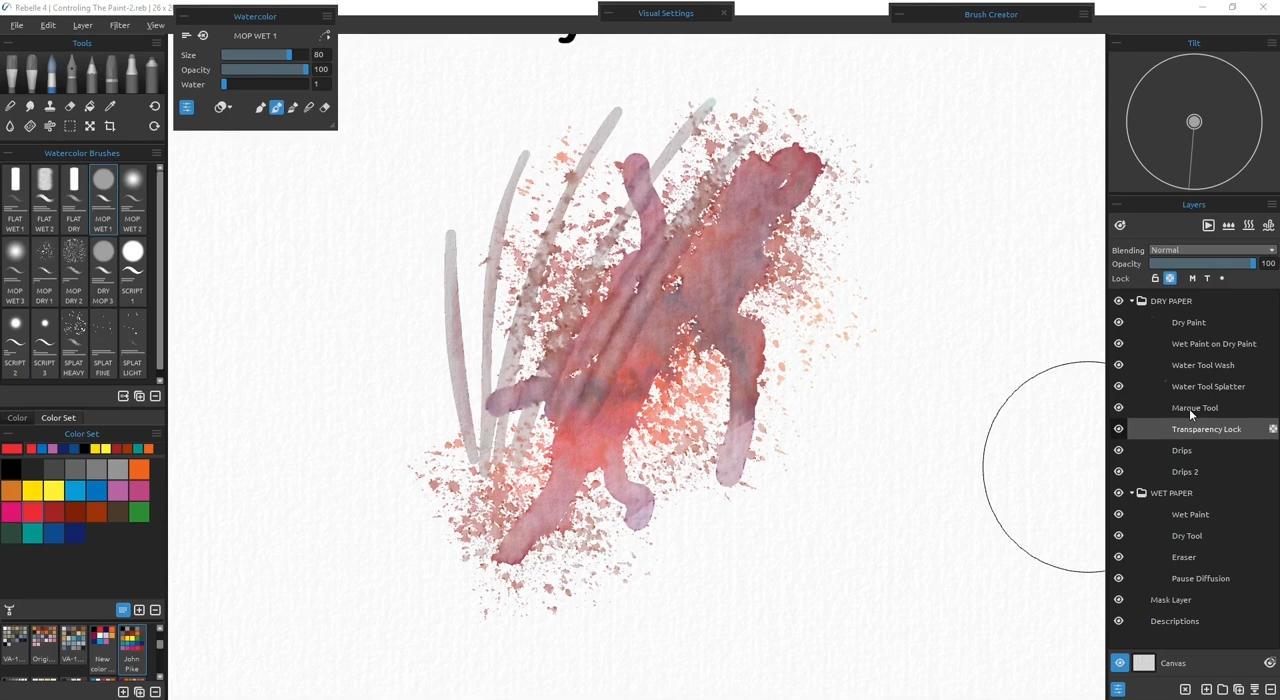 Rebelle 4 | Controling The Paint-2.reb | 26 x 2
File Edit Layer Filter View
Tools
Watercolor
MOP WET 1
Size 80
Opacity 100
Water 1
Visual Settings
Brush Creator
Watercolor Brushes
FLAT WET 1 FLAT WET 2 FLAT DRY MOP WET 1 MOP WET 2
MOP WET 3 MOP DRY 1 MOP DRY 2 DRY MOP 3 SCRIPT 1
SCRIPT 2 SCRIPT 3 SPLAT HEAVY SPLAT FINE SPLAT LIGHT
Color Color Set
Color Set
VA-1... Origi... VA-1... New color... John Pike
Tilt
Layers
Blending Normal
Opacity 100
Lock M T
DRY PAPER
Dry Paint
Wet Paint on Dry Paint
Water Tool Wash
Water Tool Splatter
Marque Tool
Transparency Lock
Drips
Drips 2
WET PAPER
Wet Paint
Dry Tool
Eraser
Pause Diffusion
Mask Layer
Descriptions
Canvas